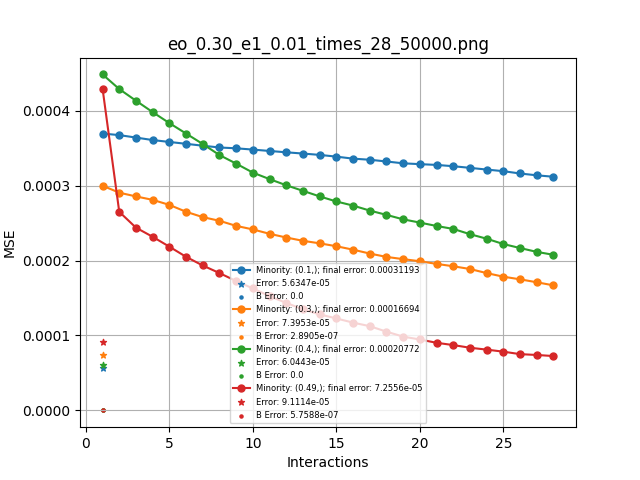 eo_0.30_e1_0.01_times_28_50000.png
MSE
0.0004
0.0003
0.0002
0.0001
0.0000
Minority: (0.1,); final error: 0.00031193
Error: 5.6347e-05
B Error: 0.0
Minority: (0.3,); final error: 0.00016694
Error: 7.3953e-05
B Error: 2.8905e-07
Minority: (0.4,); final error: 0.00020772
Error: 6.0443e-05
B Error: 0.0
Minority: (0.49,); final error: 7.2556e-05
Error: 9.1114e-05
B Error: 5.7588e-07
0 5 10 15 20 25
Interactions